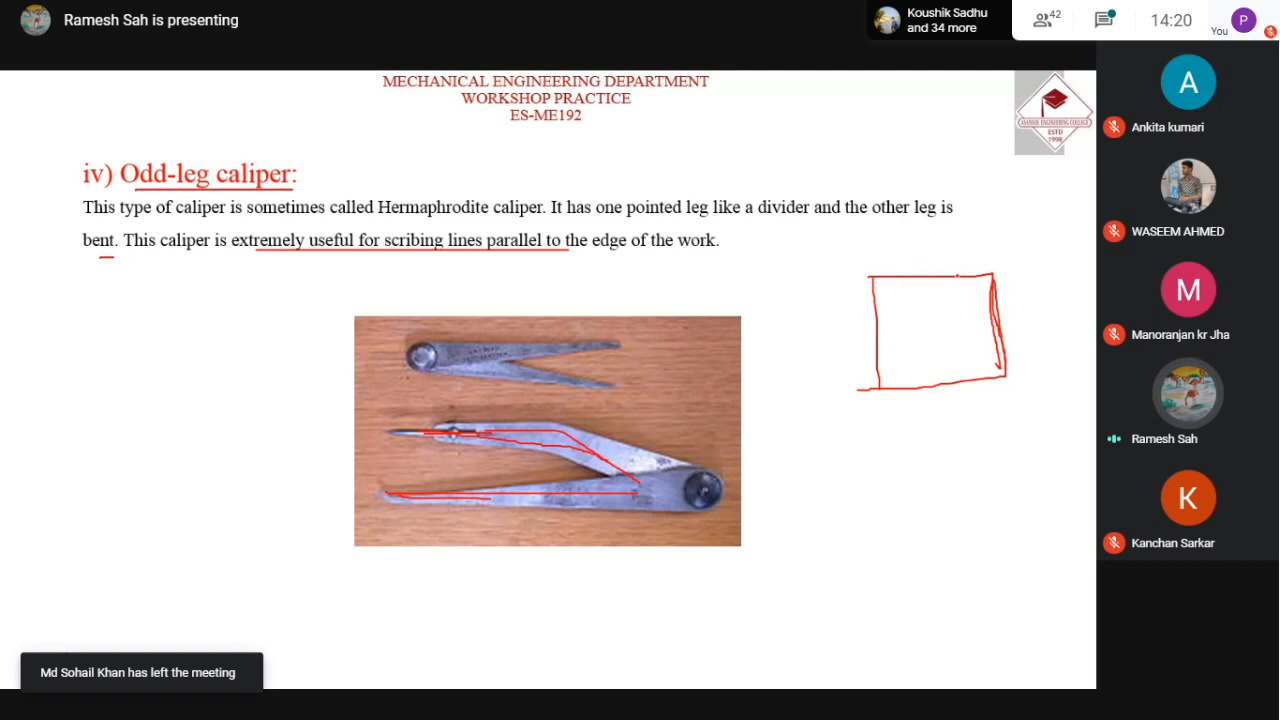 Ramesh Sah is presenting
Koushik Sadhu
and 34 more
42
14:20
You
P
MECHANICAL ENGINEERING DEPARTMENT
WORKSHOP PRACTICE
ES-ME192
ASANSOL ENGINEERING COLLEGE
ESTD
1998
iv) Odd-leg caliper:
This type of caliper is sometimes called Hermaphrodite caliper. It has one pointed leg like a divider and the other leg is
bent. This caliper is extremely useful for scribing lines parallel to the edge of the work.
A
Ankita kumari
WASEEM AHMED
M
Manoranjan kr Jha
Ramesh Sah
K
Kanchan Sarkar
Md Sohail Khan has left the meeting